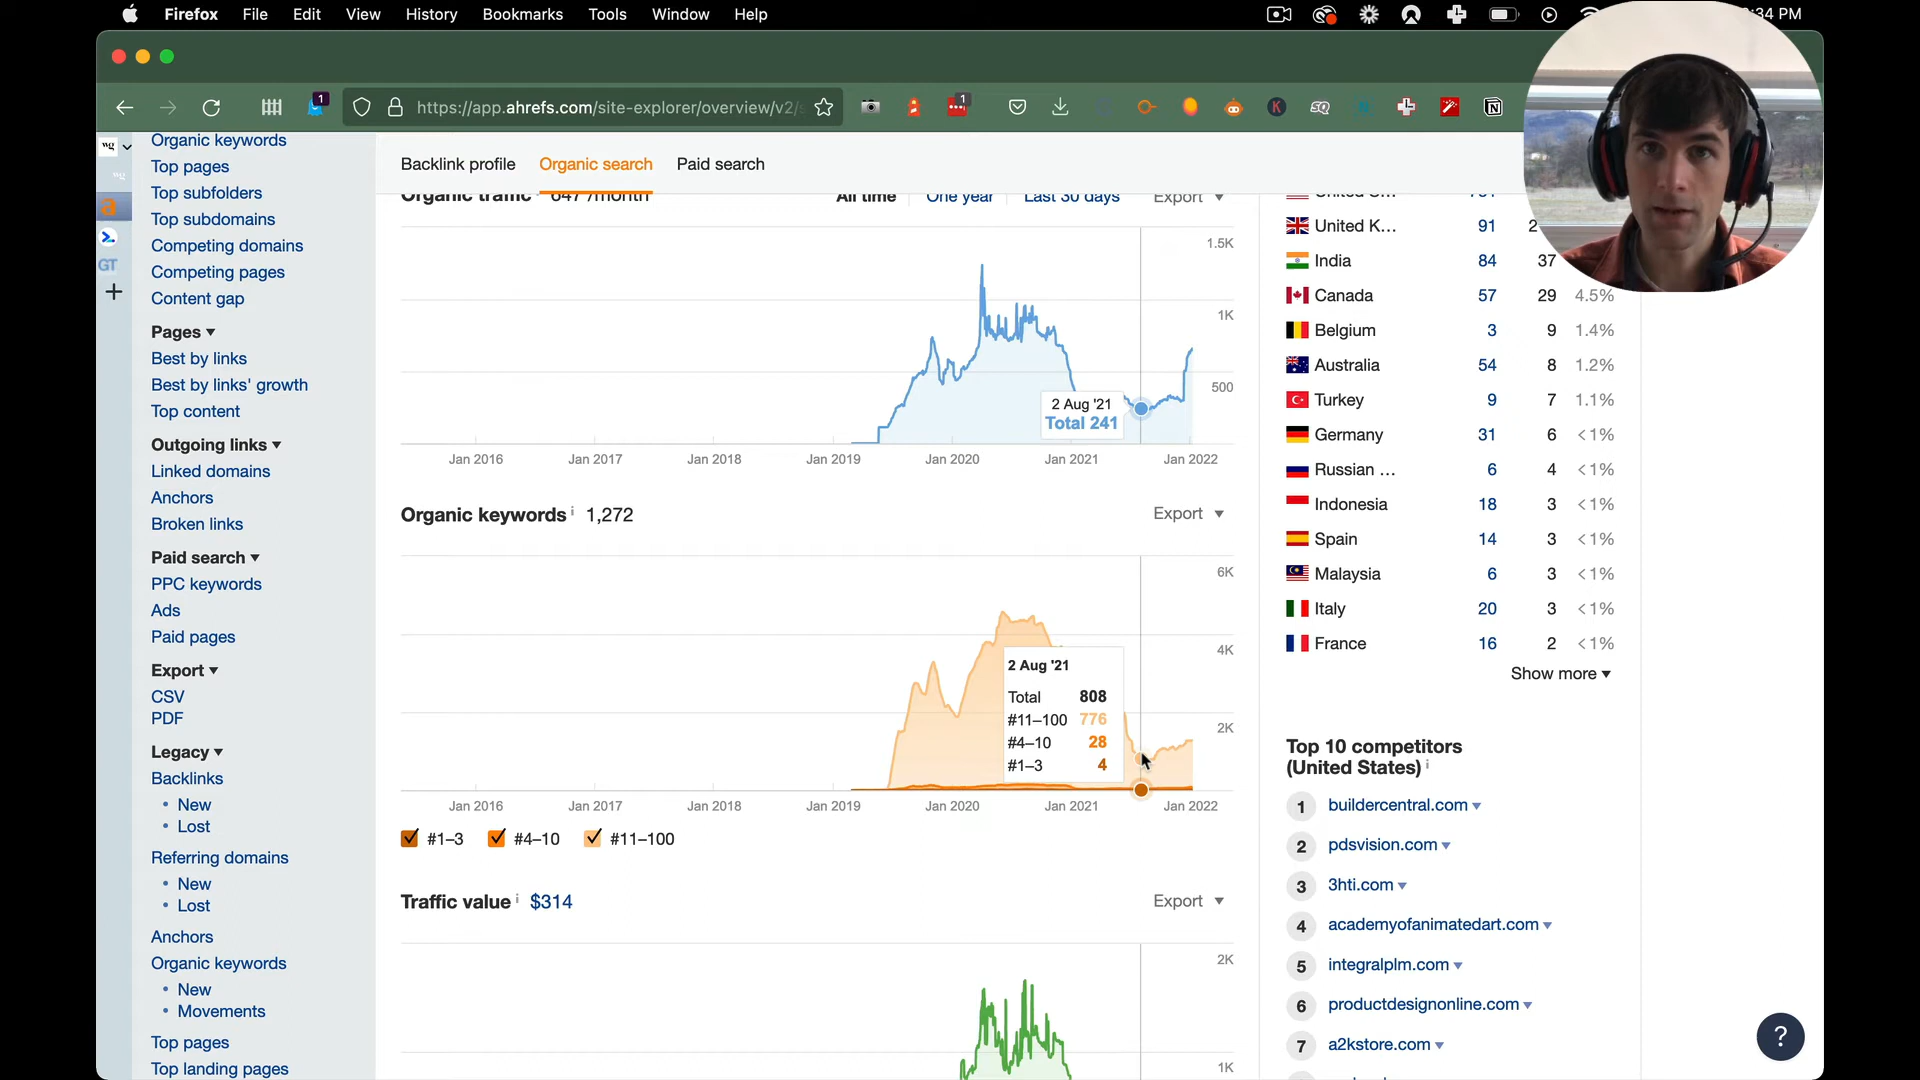 Firefox File Edit View History Bookmarks Tools Window Help
:34 PM
1
https://app.ahrefs.com/site-explorer/overview/v2/
1
Organic keywords
Top pages
Top subfolders
Top subdomains
Competing domains
Competing pages
Content gap
Pages
Best by links
Best by links' growth
Top content
Outgoing links
Linked domains
Anchors
Broken links
Paid search
PPC keywords
Ads
Paid pages
Export
CSV
PDF
Legacy
Backlinks
• New
• Lost
Referring domains
• New
• Lost
Anchors
Organic keywords
• New
• Movements
Top pages
Top landing pages
Backlink profile Organic search Paid search
Organic traffic 647 /month All time One year Last 30 days Export
1.5K
1K
500
2 Aug '21
Total 241
Jan 2016 Jan 2017 Jan 2018 Jan 2019 Jan 2020 Jan 2021 Jan 2022
Organic keywords i 1,272 Export
6K
4K
2K
2 Aug '21
Total 808
#11–100 776
#4–10 28
#1–3 4
Jan 2016 Jan 2017 Jan 2018 Jan 2019 Jan 2020 Jan 2021 Jan 2022
#1–3 #4–10 #11–100
Traffic value i $314 Export
2K
1K
United K... 91 2
India 84 37
Canada 57 29 4.5%
Belgium 3 9 1.4%
Australia 54 8 1.2%
Turkey 9 7 1.1%
Germany 31 6 <1%
Russian ... 6 4 <1%
Indonesia 18 3 <1%
Spain 14 3 <1%
Malaysia 6 3 <1%
Italy 20 3 <1%
France 16 2 <1%
Show more
Top 10 competitors
(United States) i
1 buildercentral.com
2 pdsvision.com
3 3hti.com
4 academyofanimatedart.com
5 integralplm.com
6 productdesignonline.com
7 a2kstore.com
?